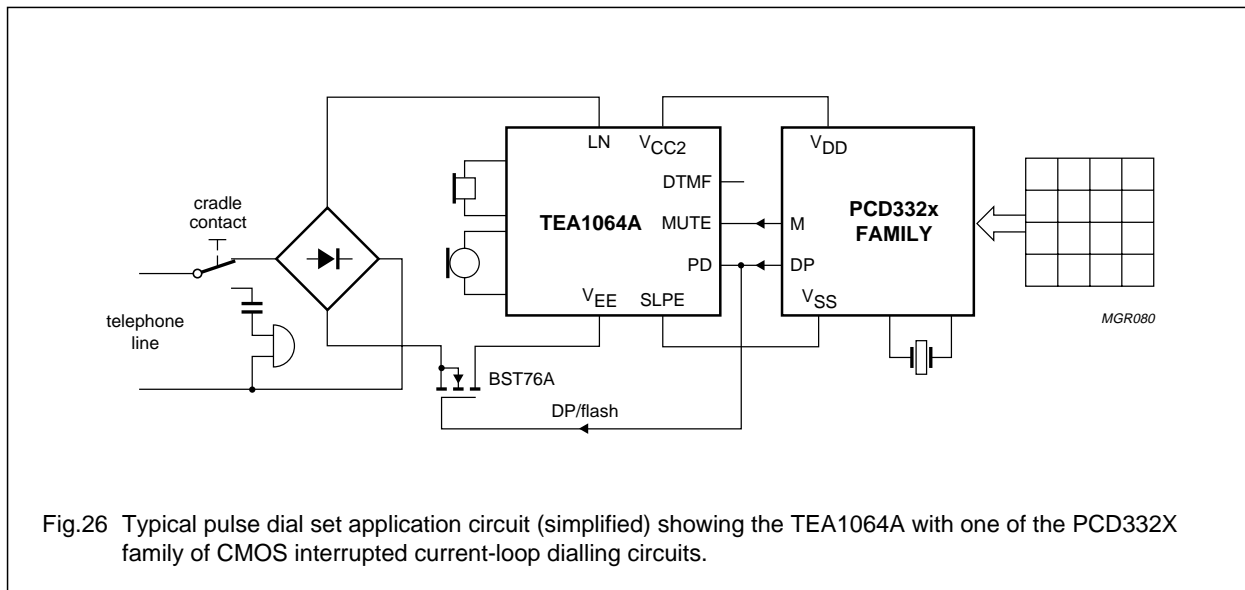 LN
VCC2
VDD
DTMF
TEA1064A
PCD332x
FAMILY
MUTE
M
PD
DP
VEE
SLPE
VSS
cradle
contact
telephone
line
BST76A
DP/flash
MGR080
Fig.26 Typical pulse dial set application circuit (simplified) showing the TEA1064A with one of the PCD332X
family of CMOS interrupted current-loop dialling circuits.